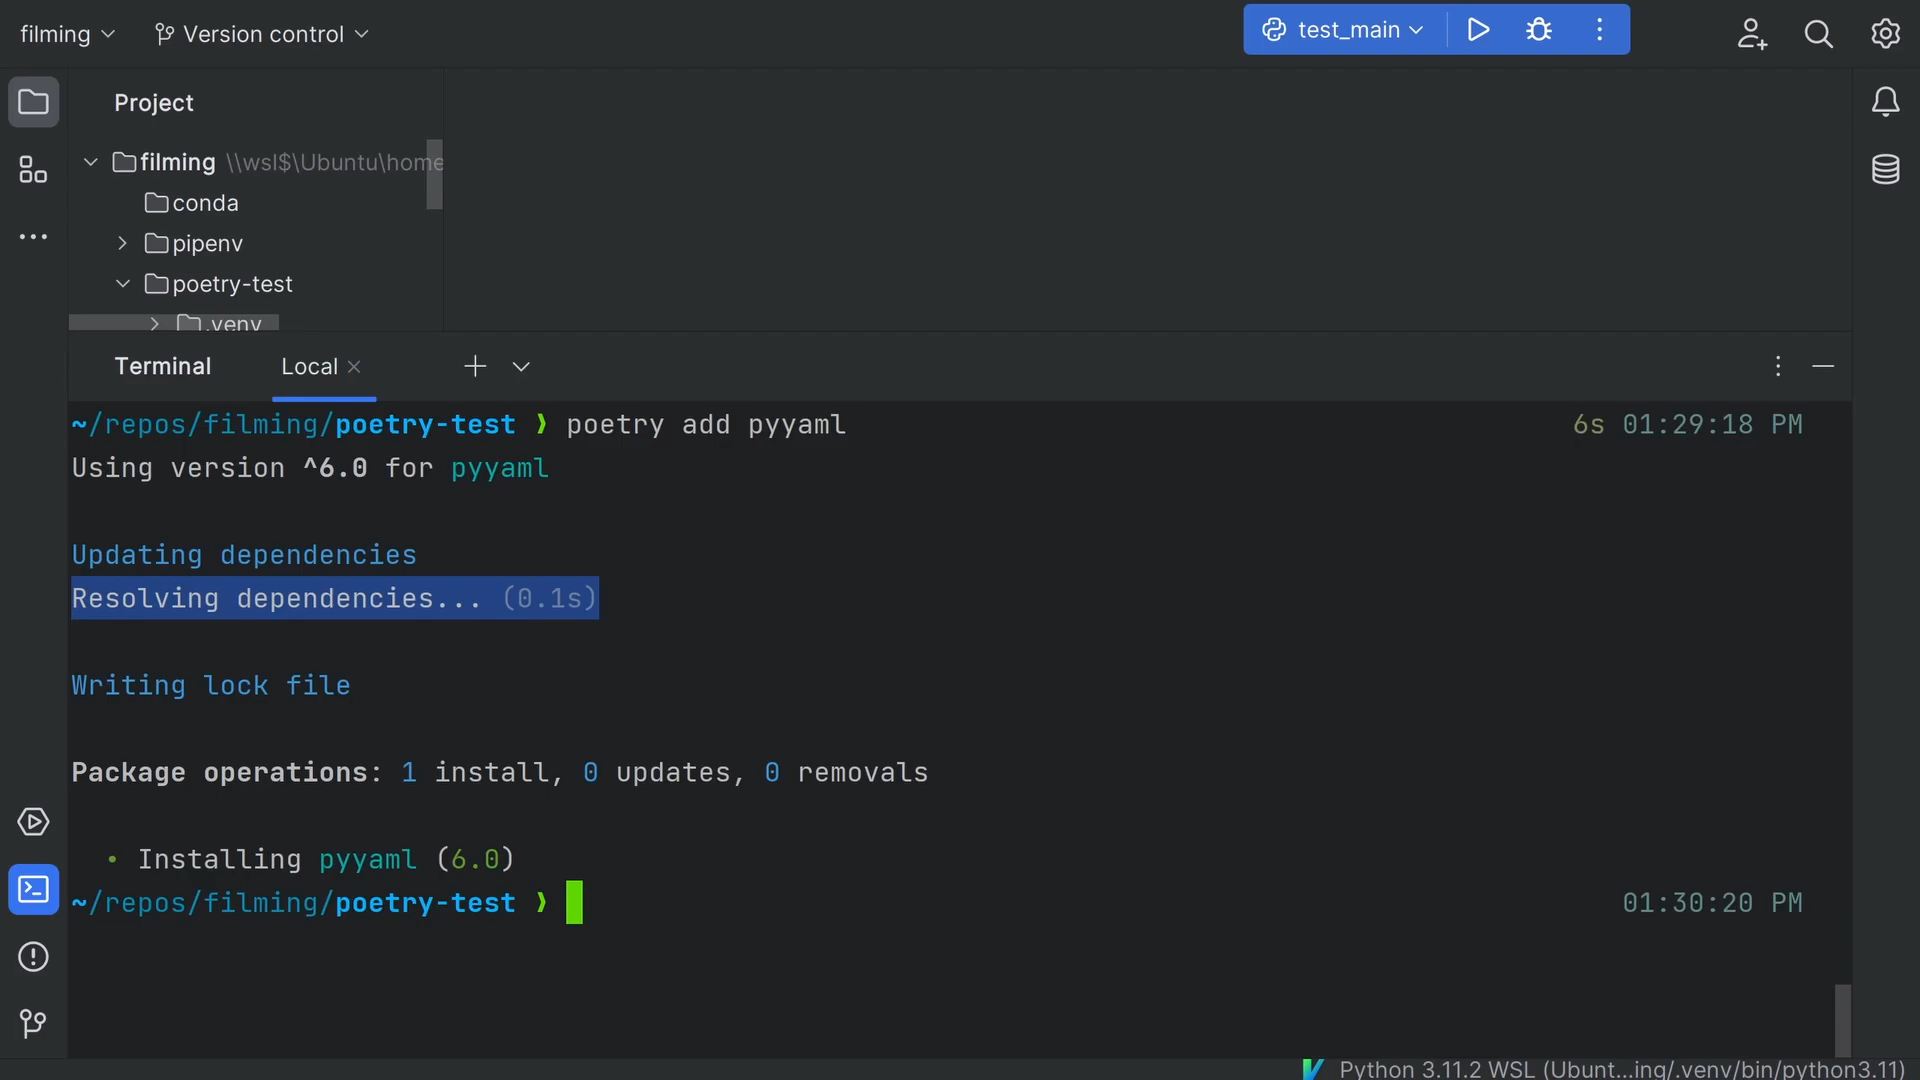 filming
Version control
test_main
Project
filming \\wsl$\Ubuntu\home
conda
pipenv
poetry-test
.venv
Terminal
Local
~/repos/filming/poetry-test ❯ poetry add pyyaml 6s 01:29:18 PM
Using version ^6.0 for pyyaml
Updating dependencies
Resolving dependencies... (0.1s)
Writing lock file
Package operations: 1 install, 0 updates, 0 removals
• Installing pyyaml (6.0)
~/repos/filming/poetry-test ❯ 01:30:20 PM
Python 3.11.2 WSL (Ubunt...ing/.venv/bin/python3.11)